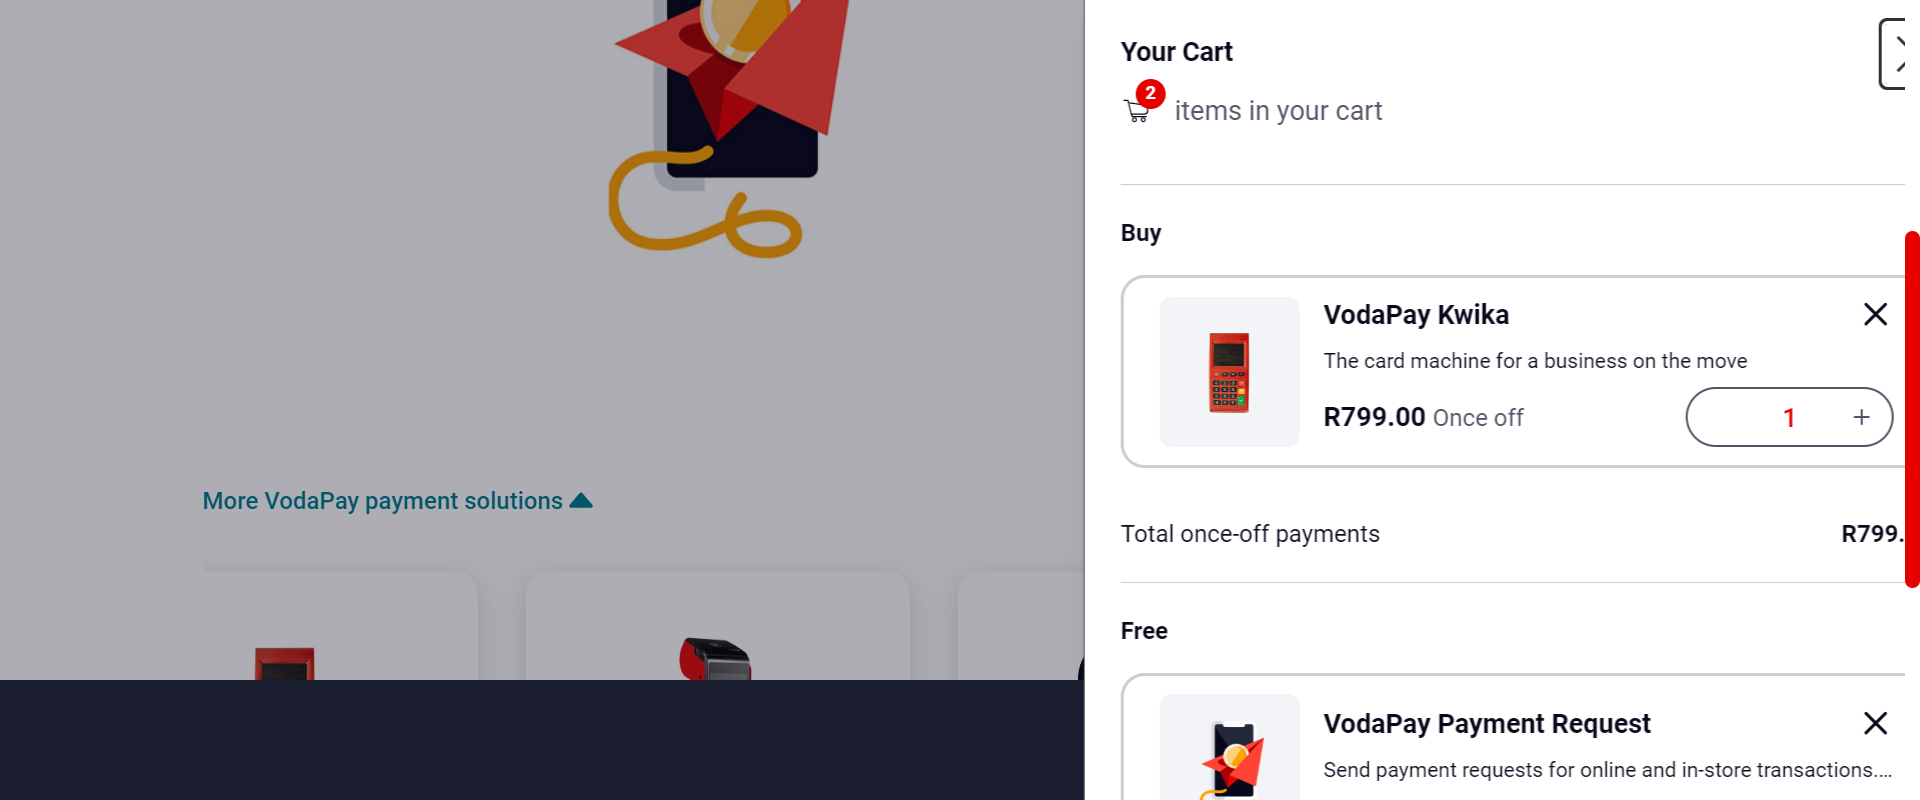 Your Cart
2
items in your cart
Buy
VodaPay Kwika
The card machine for a business on the move
R799.00 Once off
1 +
Total once-off payments
R799.
Free
VodaPay Payment Request
Send payment requests for online and in-store transactions....
More VodaPay payment solutions